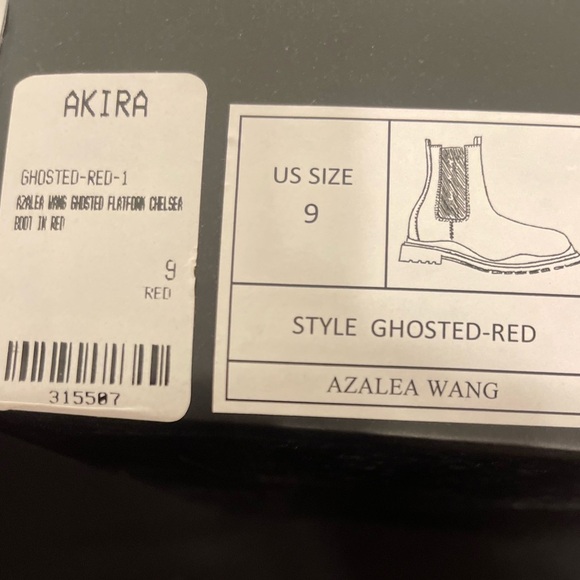 AKIRA
GHOSTED-RED-1
AZALEA WANG GHOSTED FLATFORM CHELSEA
BOOT IN RED
9
RED
315507
US SIZE
9
STYLE GHOSTED-RED
AZALEA WANG